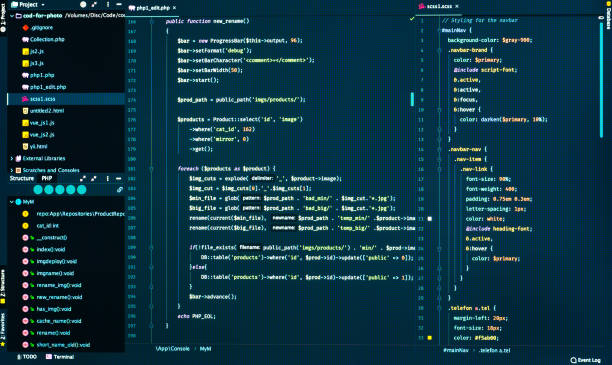 Project
cod-for-photo /Volumes/Disc/Code/co
.gitignore
Collection.php
js2.js
js3.js
php1.php
php1_edit.php
scss1.scss
untitled2.html
vue_js1.js
vue_js2.js
yii.html
External Libraries
Scratches and Consoles
Structure PHP
MyM
repo:App\Repositories\ProductRepo
cat_id:int
__construct()
index():void
imgdeploy():void
imgname():void
rename_img():void
new_rename():void
has_img():void
cache_name():void
rename():void
short_name_old():void
TODO Terminal
1: Project
Z: Structure
2: Favorites
php1_edit.php
public function new_rename()
{
$bar = new ProgressBar($this->output, 96);
$bar->setFormat('debug');
$bar->setBarCharacter('<comment>=</comment>');
$bar->setBarWidth(50);
$bar->start();
$prod_path = public_path('imgs/products/');
$products = Product::select('id', 'image')
->where('cat_id', 162)
->where('mirror', 0)
->get();
foreach ($products as $product) {
$img_cuts = explode( delimiter: '_', $product->image);
$img_cut = $img_cuts[0].'_'.$img_cuts[1];
$min_file = glob( pattern: $prod_path . 'bad_min/' . $img_cut.'*.jpg');
$big_file = glob( pattern: $prod_path . 'bad_big/' . $img_cut.'*.jpg');
rename(current($min_file), newname: $prod_path . 'temp_min/' .$product->ima
rename(current($big_file), newname: $prod_path . 'temp_big/' .$product->ima
if(!file_exists( filename: public_path('imgs/products/') . 'min/' . $prod->ima
DB::table('products')->where('id', $prod->id)->update(['public' => 0]);
}else{
DB::table('products')->where('id', $prod->id)->update(['public' => 1]);
}
$bar->advance();
}
echo PHP_EOL;
}
\App\Console MyM
scss1.scss
// Styling for the navbar
#mainNav {
background-color: $gray-900;
.navbar-brand {
color: $primary;
@include script-font;
&.active,
&:active,
&:focus,
&:hover {
color: darken($primary, 10%);
}
}
.navbar-nav {
.nav-item {
.nav-link {
font-size: 90%;
font-weight: 400;
padding: 0.75em 0;
letter-spacing: 1px;
color: white;
@include heading-font;
&.active,
&:hover {
color: $primary;
}
.telefon a.tel {
margin-left: 20px;
font-size: 18px;
color: #f5ab00;
#mainNav .telefon a.tel
Database
Event Log